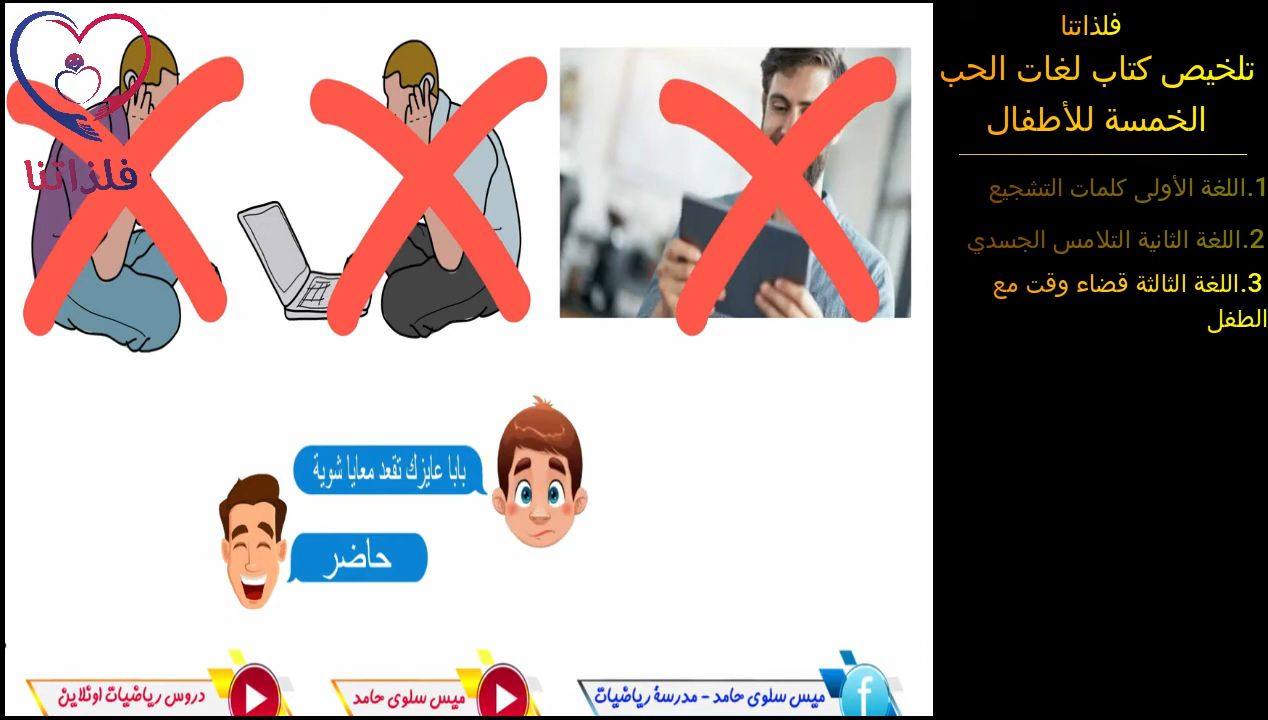 فلذاتنا
فلذاتنا
تلخيص كتاب لغات الحب
الخمسة للأطفال
1.اللغة الأولى كلمات التشجيع
2.اللغة الثانية التلامس الجسدي
3.اللغة الثالثة قضاء وقت مع
الطفل
بابا عايزك تقعد معايا شوية
حاضر
ميس سلوى حامد - مدرسة رياضيات
ميس سلوى حامد
دروس رياضيات اونلاين